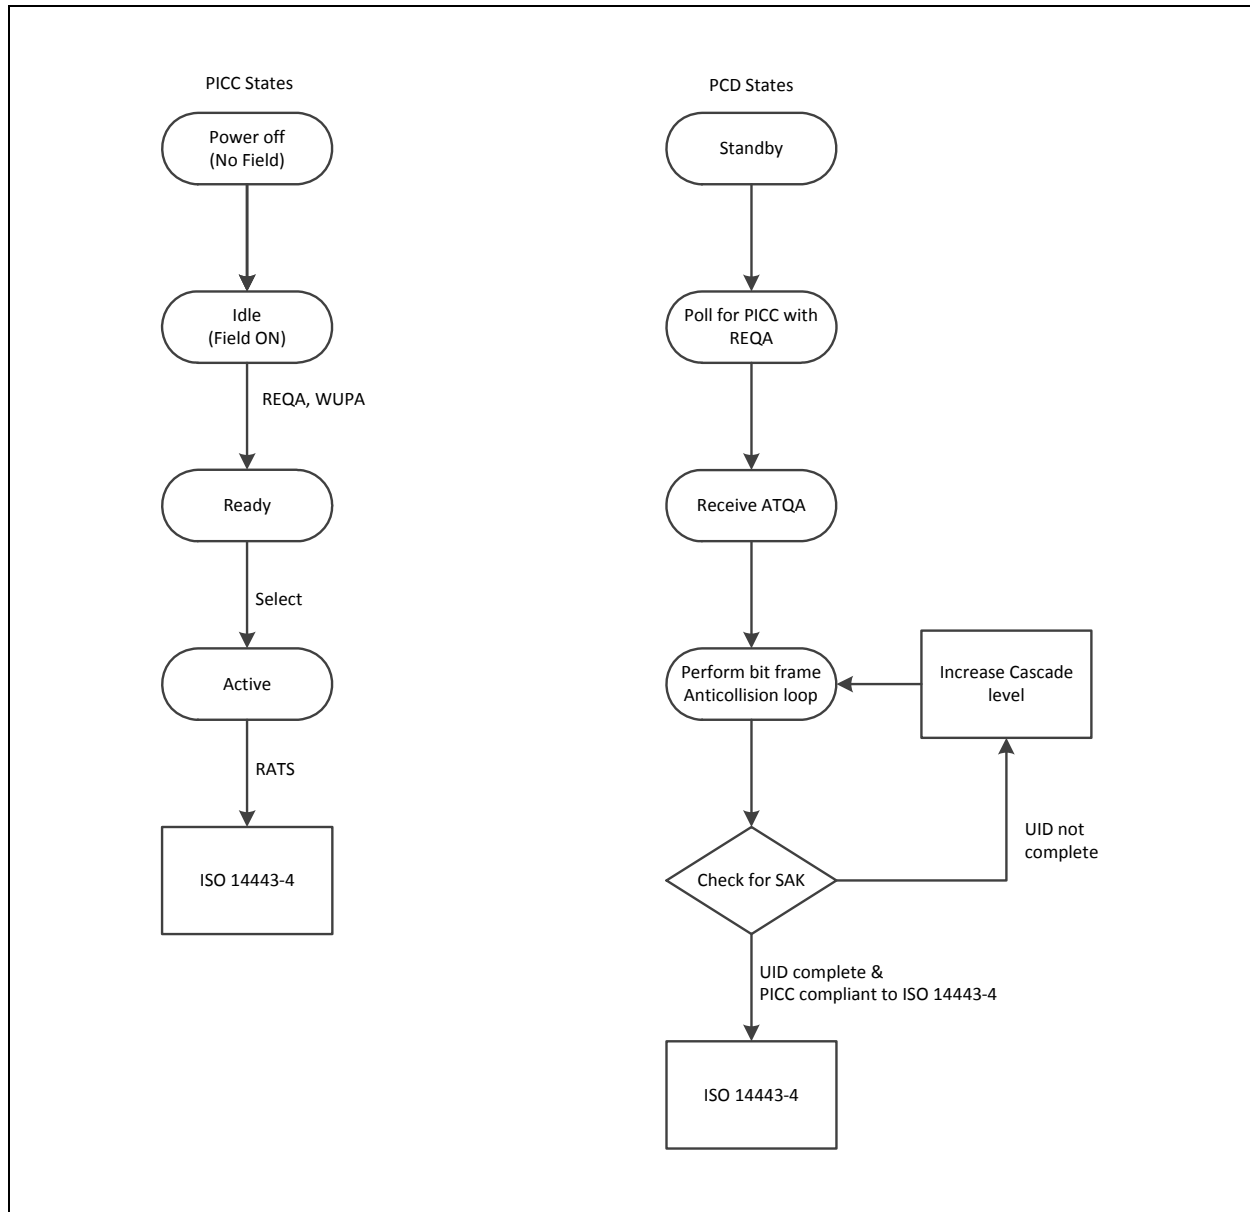 PICC States
Power off
(No Field)
Idle
(Field ON)
REQA, WUPA
Ready
Select
Active
RATS
ISO 14443-4
PCD States
Standby
Poll for PICC with
REQA
Receive ATQA
Perform bit frame
Anticollision loop
Increase Cascade
level
Check for SAK
UID not
complete
UID complete &
PICC compliant to ISO 14443-4
ISO 14443-4